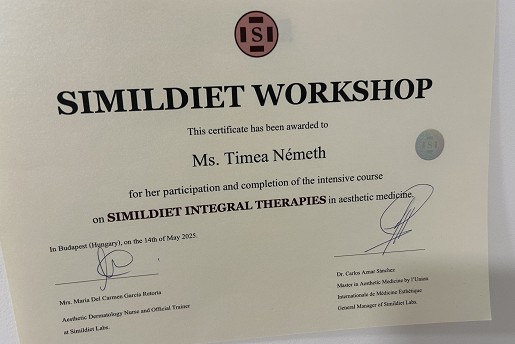 S
SIMILDIET WORKSHOP
This certificate has been awarded to
Ms. Timea Németh
for her participation and completion of the intensive course
on SIMILDIET INTEGRAL THERAPIES in aesthetic medicine.
In Budapest (Hungary), on the 14th of May 2025.
Mrs. Maria Del Carmen Garcia Retorta
Aesthetic Dermatology Nurse and Official Trainer
at Simildiet Labs.
Dr. Carlos Aznar Sánchez
Master in Aesthetic Medicine by l'Union
Internationale de Médecine Esthétique
General Manager of Simildiet Labs.